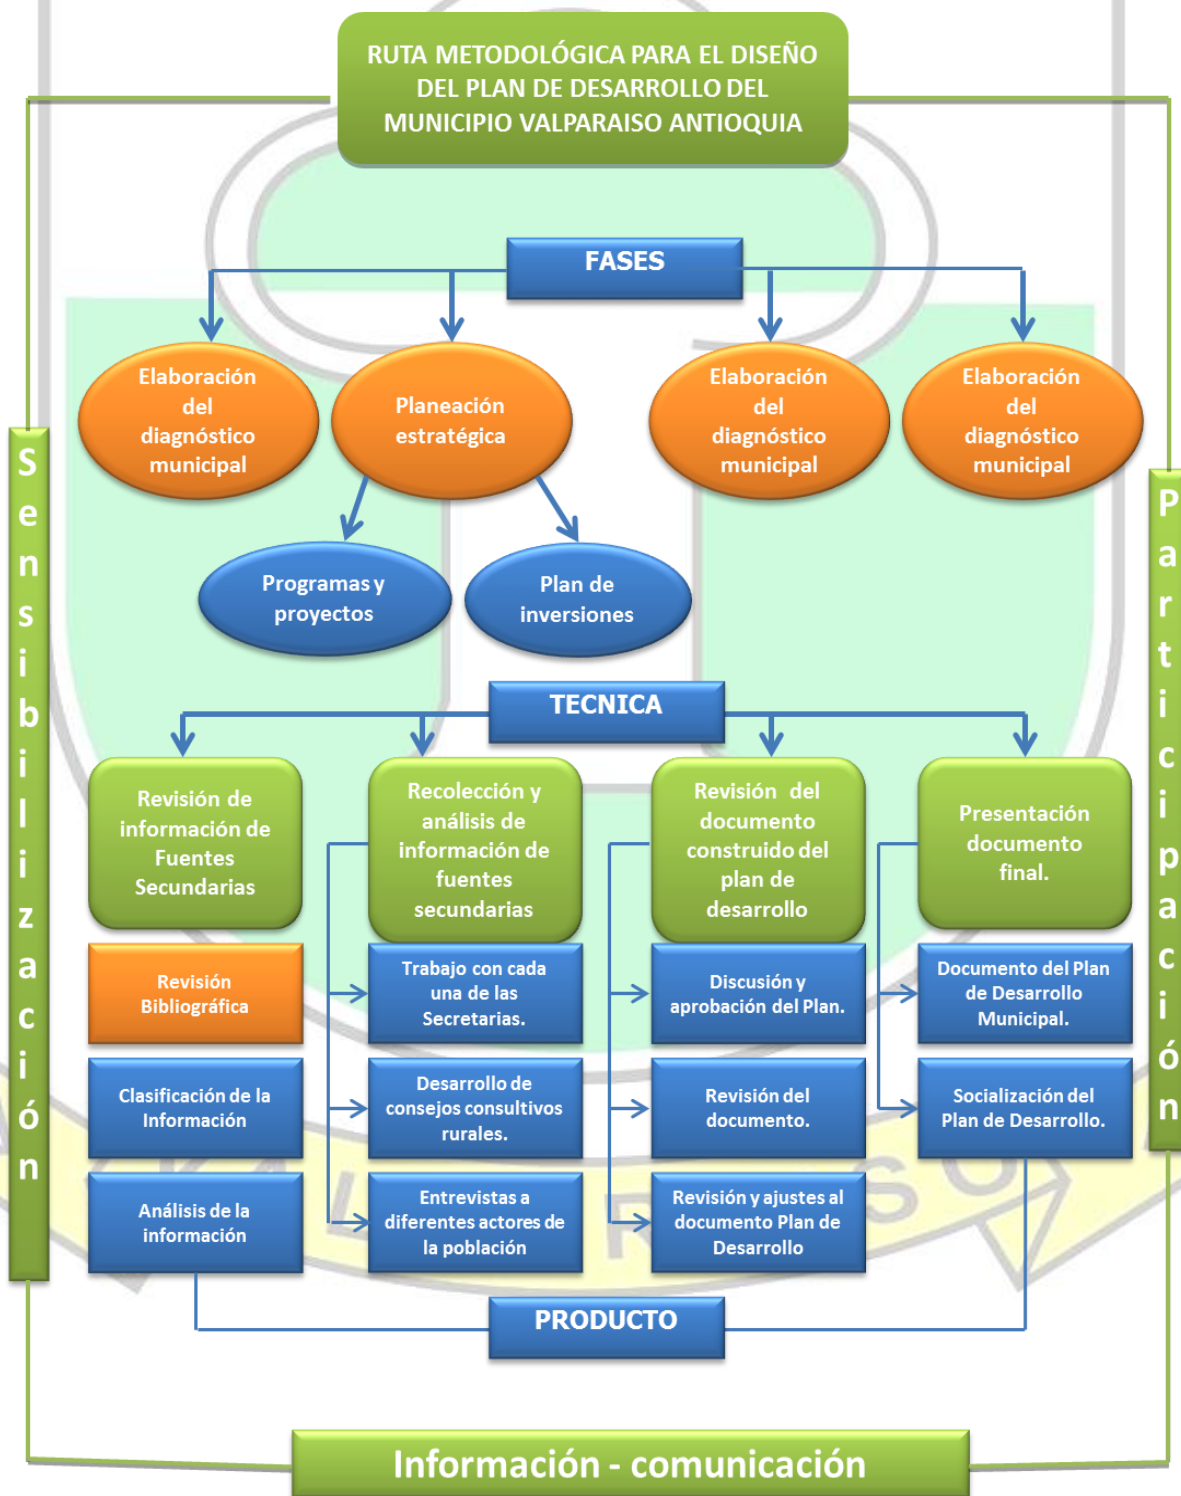 RUTA METODOLÓGICA PARA EL DISEÑO
DEL PLAN DE DESARROLLO DEL
MUNICIPIO VALPARAISO ANTIOQUIA
FASES
Elaboración
del
diagnóstico
municipal
Planeación
estratégica
Elaboración
del
diagnóstico
municipal
Elaboración
del
diagnóstico
municipal
Programas y
proyectos
Plan de
inversiones
Sensibilización
Participación
TECNICA
Revisión de
información de
Fuentes
Secundarias
Recolección y
análisis de
información de
fuentes
secundarias
Revisión del
documento
construido del
plan de
desarrollo
Presentación
documento
final.
Revisión
Bibliográfica
Trabajo con cada
una de las
Secretarias.
Discusión y
aprobación del Plan.
Documento del Plan
de Desarrollo
Municipal.
Clasificación de la
Información
Desarrollo de
consejos consultivos
rurales.
Revisión del
documento.
Socialización del
Plan de Desarrollo.
Análisis de la
información
Entrevistas a
diferentes actores de
la población
Revisión y ajustes al
documento Plan de
Desarrollo
PRODUCTO
Información - comunicación